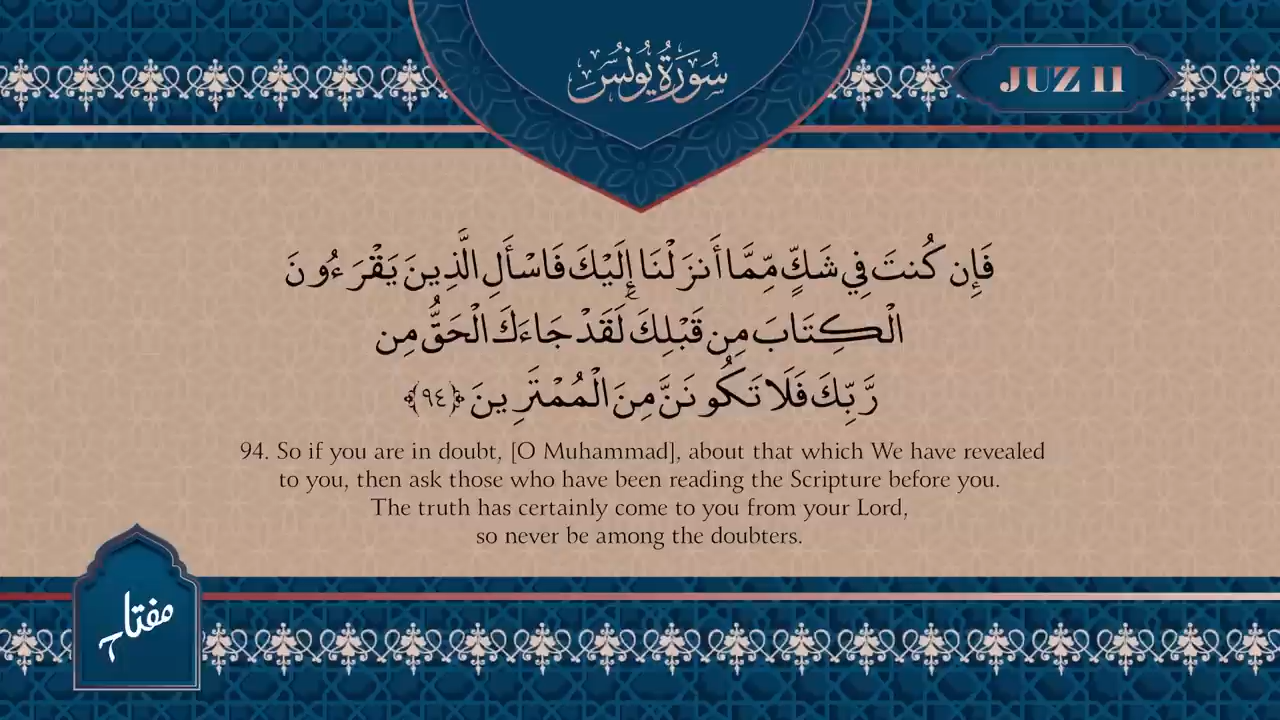 سُورَةُ يُونُس
JUZ 11
فَإِن كُنتَ فِي شَكٍّ مِّمَّا أَنزَلْنَا إِلَيْكَ فَاسْأَلِ الَّذِينَ يَقْرَءُونَ
الْكِتَابَ مِن قَبْلِكَ ۚ لَقَدْ جَاءَكَ الْحَقُّ مِن
رَّبِّكَ فَلَا تَكُونَنَّ مِنَ الْمُمْتَرِينَ ﴿٩٤﴾
94. So if you are in doubt, [O Muhammad], about that which We have revealed
to you, then ask those who have been reading the Scripture before you.
The truth has certainly come to you from your Lord,
so never be among the doubters.
مفتاح